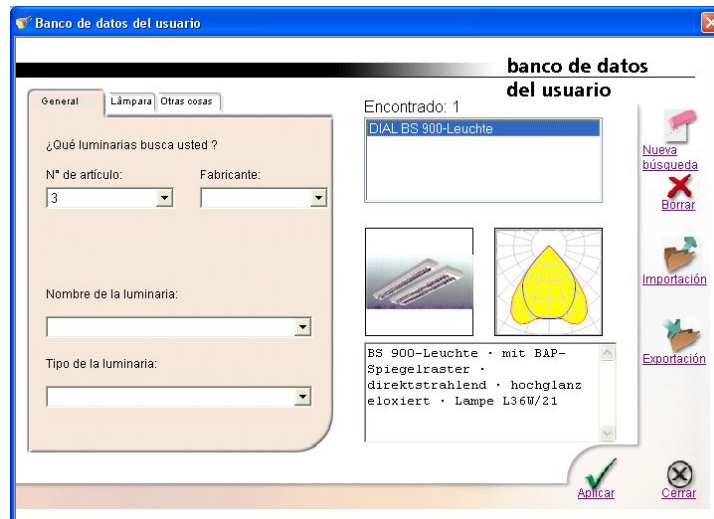 Banco de datos del usuario
banco de datos
del usuario
General
Lâmpara
Otras cosas
¿Qué luminarias busca usted ?
N° de artículo:
Fabricante:
3
Nombre de la luminaria:
Tipo de la luminaria:
Encontrado: 1
DIAL BS 900-Leuchte
BS 900-Leuchte · mit BAP-
Spiegelraster ·
direktstrahlend · hochglanz
eloxiert · Lampe L36W/21
Nueva
búsqueda
Borrar
Importación
Exportación
Aplicar
Cerrar